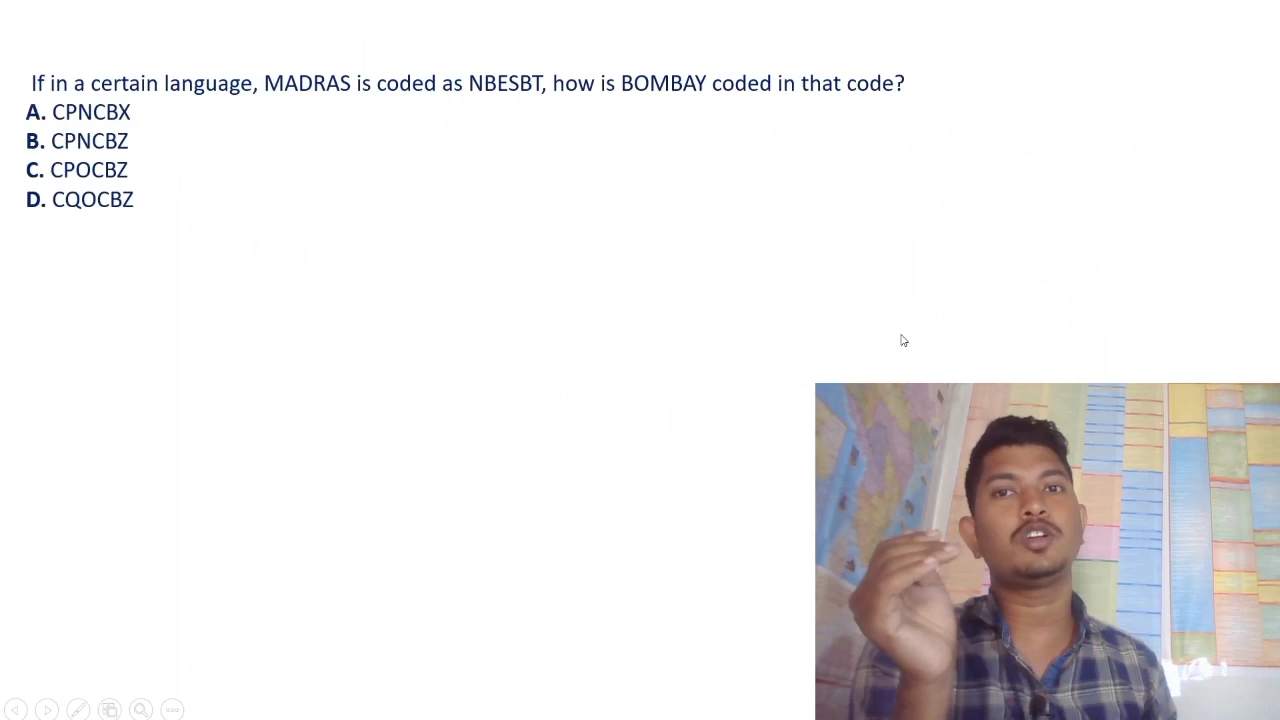 If in a certain language, MADRAS is coded as NBESBT, how is BOMBAY coded in that code?
A. CPNCBX
B. CPNCBZ
C. CPOCBZ
D. CQOCBZ